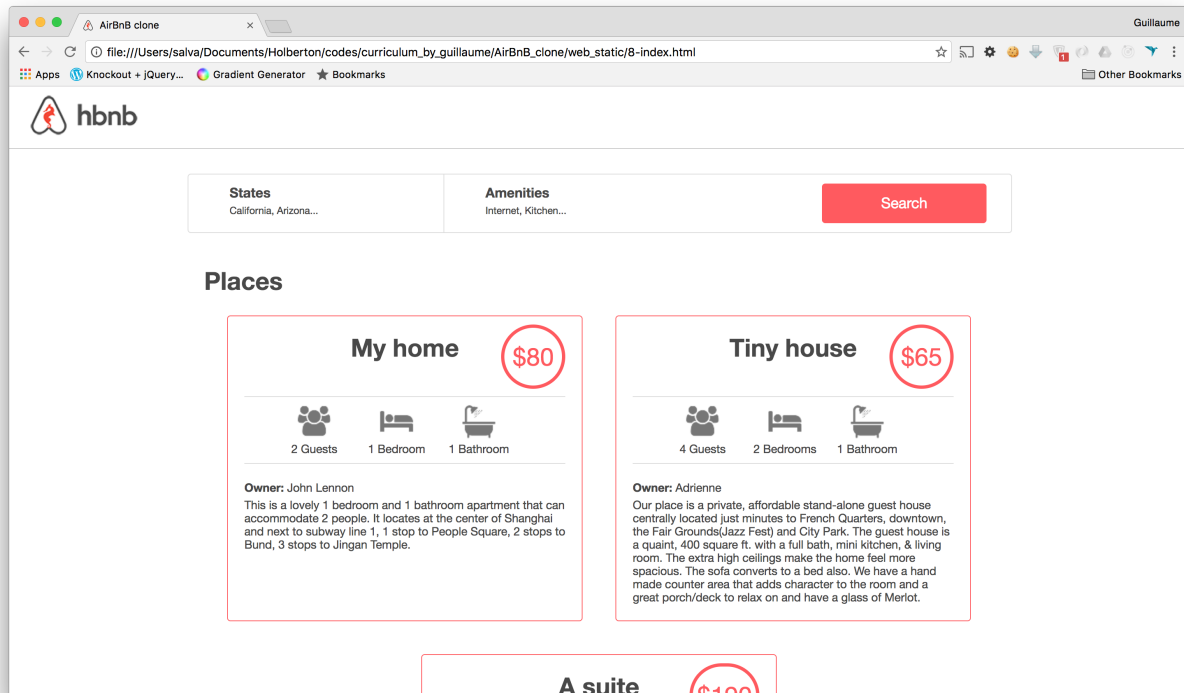 AirBnB clone
Guillaume
file:///Users/salva/Documents/Holberton/codes/curriculum_by_guillaume/AirBnB_clone/web_static/8-index.html
1
Apps Knockout + jQuery... Gradient Generator Bookmarks Other Bookmarks
hbnb
States
California, Arizona...
Amenities
Internet, Kitchen...
Search
Places
My home
$80
2 Guests 1 Bedroom 1 Bathroom
Owner: John Lennon
This is a lovely 1 bedroom and 1 bathroom apartment that can
accommodate 2 people. It locates at the center of Shanghai
and next to subway line 1, 1 stop to People Square, 2 stops to
Bund, 3 stops to Jingan Temple.
Tiny house
$65
4 Guests 2 Bedrooms 1 Bathroom
Owner: Adrienne
Our place is a private, affordable stand-alone guest house
centrally located just minutes to French Quarters, downtown,
the Fair Grounds(Jazz Fest) and City Park. The guest house is
a quaint, 400 square ft. with a full bath, mini kitchen, & living
room. The extra high ceilings make the home feel more
spacious. The sofa converts to a bed also. We have a hand
made counter area that adds character to the room and a
great porch/deck to relax on and have a glass of Merlot.
A suite